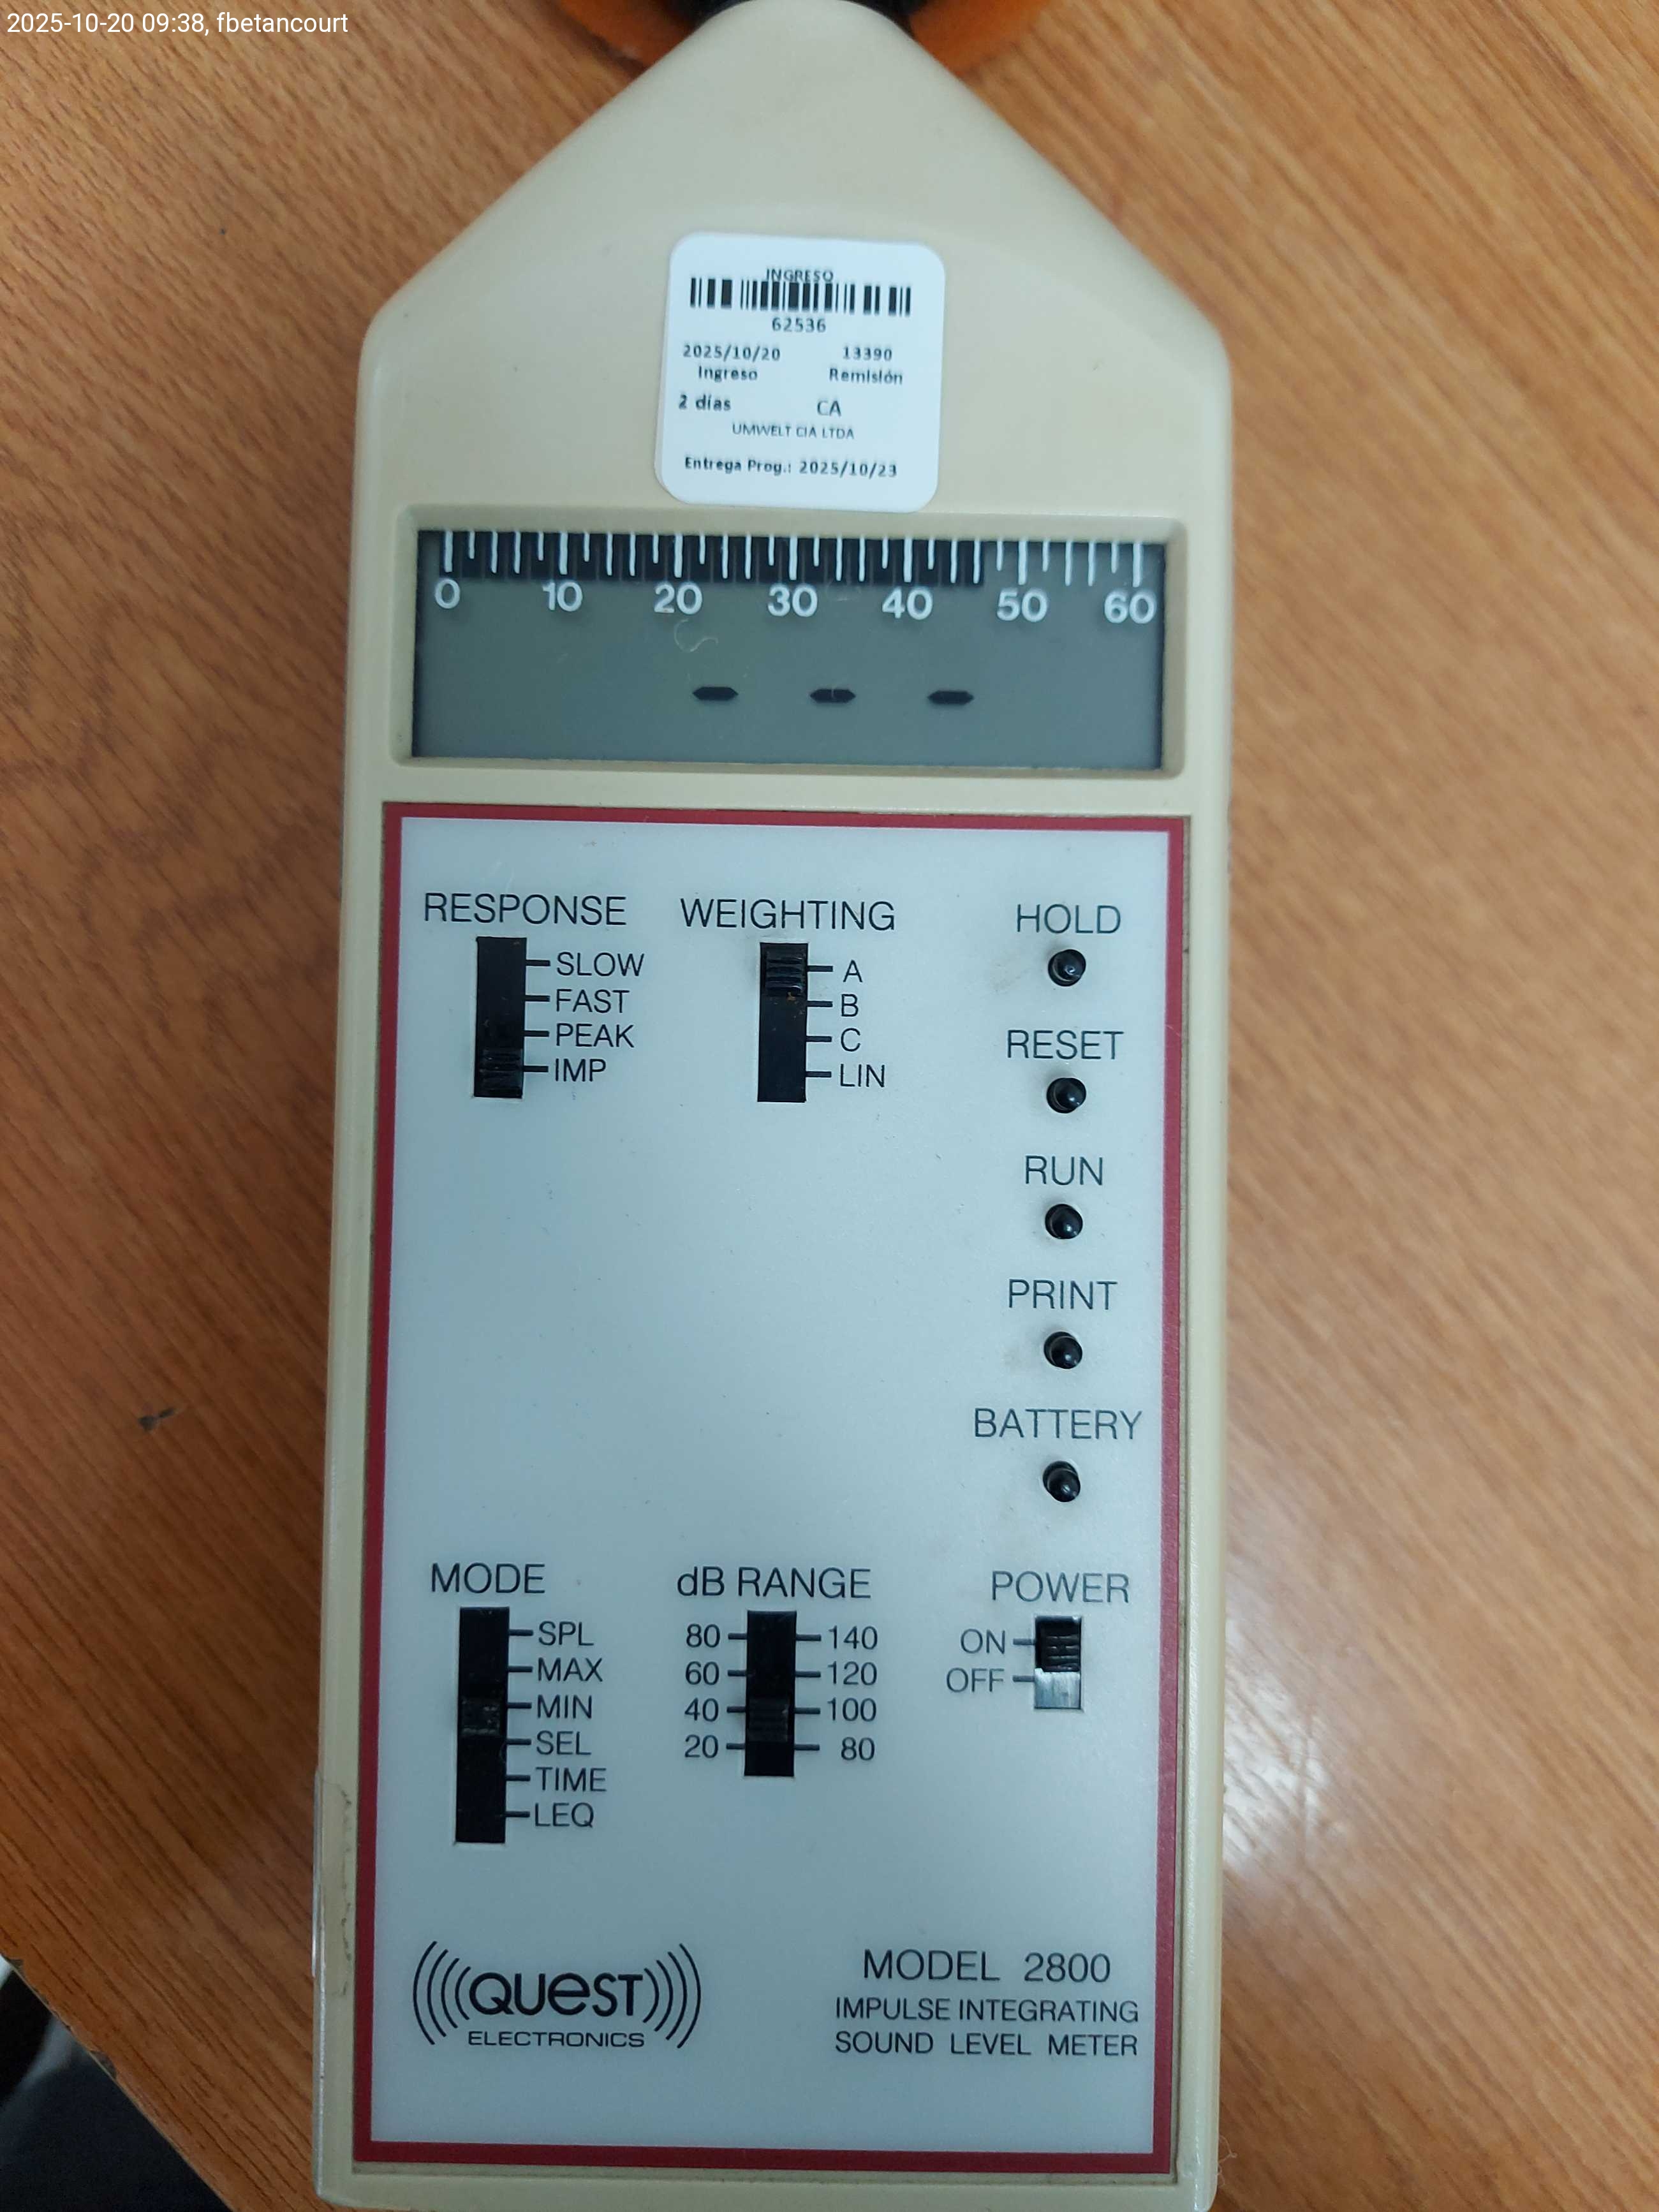 2025-10-20 09:38, fbetancourt
INGRESO
62536
2025/10/20 13390
Ingreso Remisión
2 días CA
UMWELT CIA LTDA
Entrega Prog.: 2025/10/23
0 10 20 30 40 50 60
- - -
RESPONSE
SLOW
FAST
PEAK
IMP
WEIGHTING
A
B
C
LIN
HOLD
RESET
RUN
PRINT
BATTERY
MODE
SPL
MAX
MIN
SEL
TIME
LEQ
dB RANGE
80 140
60 120
40 100
20 80
POWER
ON
OFF
QUEST
ELECTRONICS
MODEL 2800
IMPULSE INTEGRATING
SOUND LEVEL METER